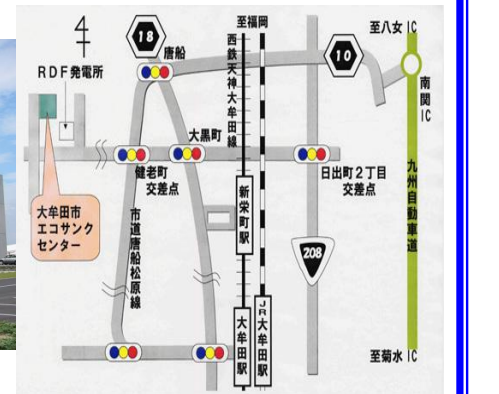 至福岡
至八女IC
18
唐船
西鉄天神大牟田線
10
RDF発電所
南関IC
大黒町
健老町
交差点
日出町2丁目
交差点
九州自動車道
大牟田市
エコサンク
センター
市道唐船松原線
新栄町駅
208
大牟田駅
JR大牟田駅
至菊水IC